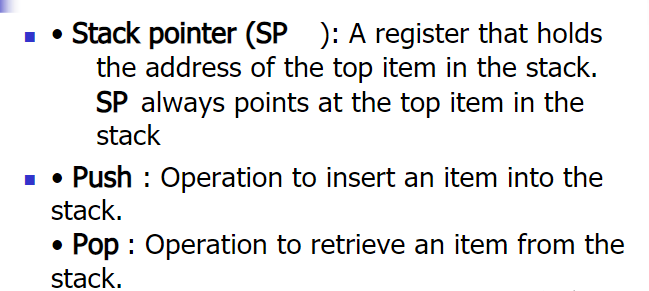 • Stack pointer (SP ): A register that holds
the address of the top item in the stack.
SP always points at the top item in the
stack
• Push : Operation to insert an item into the
stack.
• Pop : Operation to retrieve an item from the
stack.